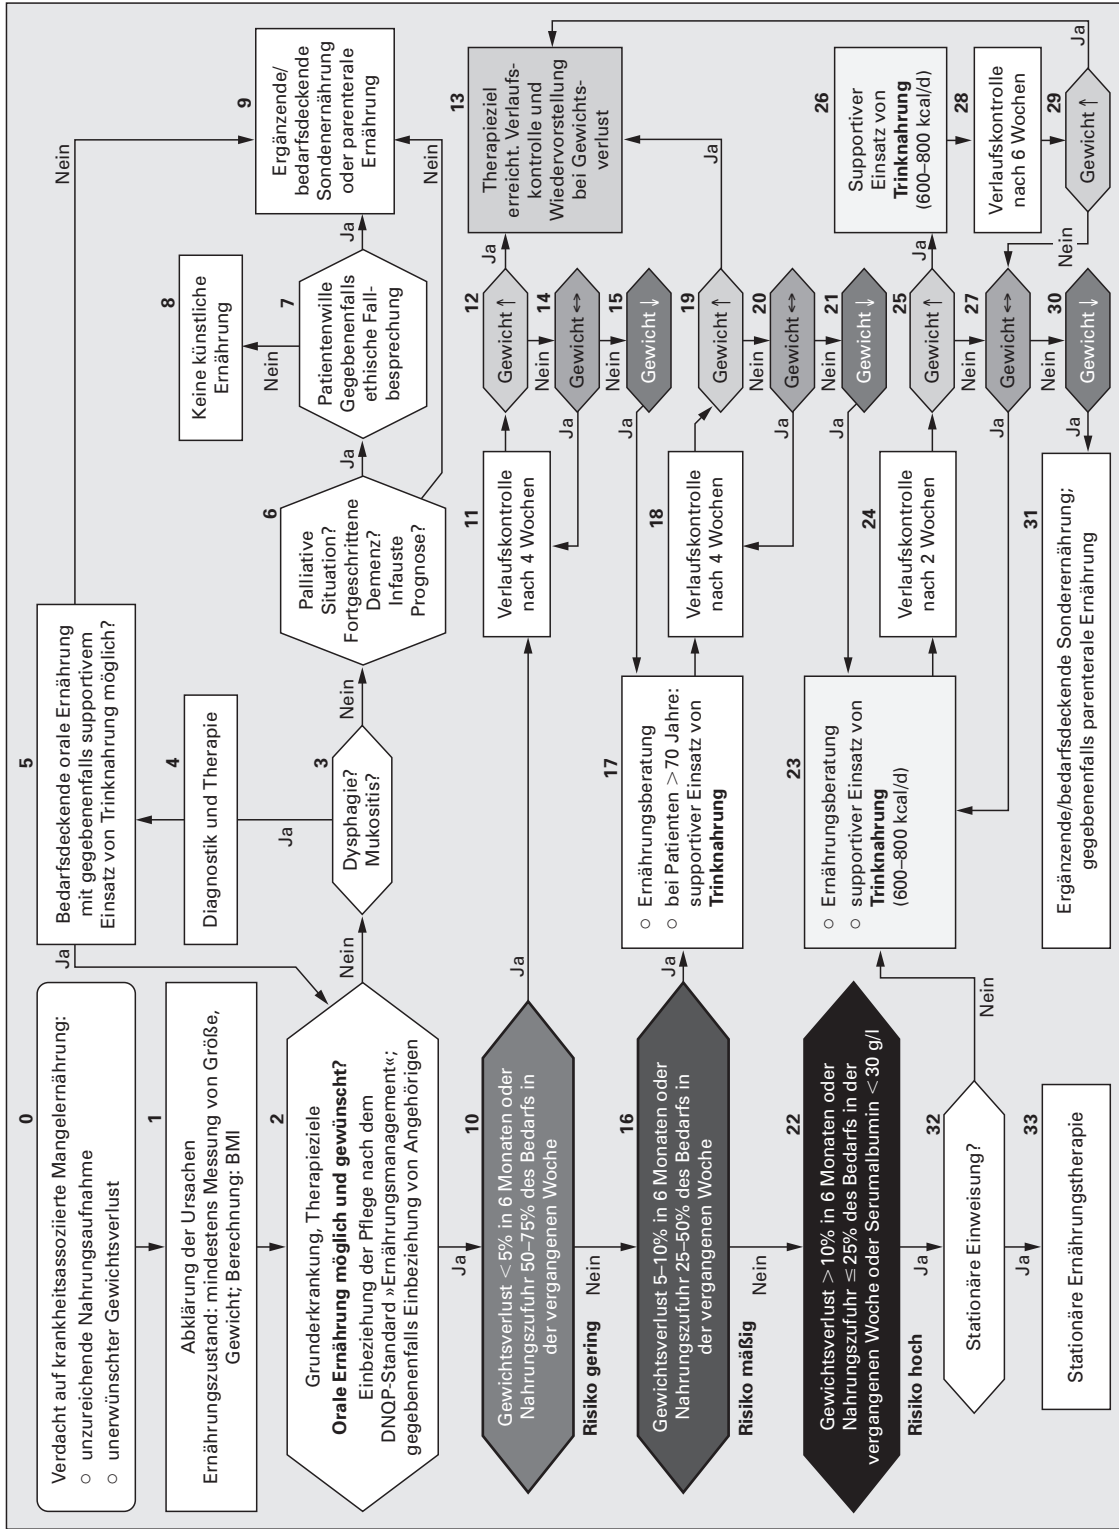 0
Verdacht auf krankheitsassoziierte Mangelernährung:
○ unzureichende Nahrungsaufnahme
○ unerwünschter Gewichtsverlust
1
Abklärung der Ursachen
Ernährungszustand: mindestens Messung von Größe,
Gewicht; Berechnung: BMI
2
Grunderkrankung, Therapieziele
Orale Ernährung möglich und gewünscht?
Einbeziehung der Pflege nach dem
DNQP-Standard »Ernährungsmanagement«;
gegebenenfalls Einbeziehung von Angehörigen
Ja
Nein
3
Dysphagie?
Mukositis?
Ja
Nein
4
Diagnostik und Therapie
5
Bedarfsdeckende orale Ernährung
mit gegebenenfalls supportivem
Einsatz von Trinknahrung möglich?
Ja
Nein
6
Palliative
Situation?
Fortgeschrittene
Demenz?
Infauste
Prognose?
Ja
Nein
7
Patientenwille
Gegebenenfalls
ethische Fall-
besprechung
Nein
Ja
8
Keine künstliche
Ernährung
9
Ergänzende/
bedarfsdeckende
Sondenernährung
oder parenterale
Ernährung
10
Gewichtsverlust < 5% in 6 Monaten oder
Nahrungszufuhr 50–75% des Bedarfs in
der vergangenen Woche
Risiko gering
Nein
Ja
11
Verlaufskontrolle
nach 4 Wochen
12
Gewicht ↑
Ja
Nein
13
Therapieziel
erreicht. Verlaufs-
kontrolle und
Wiedervorstellung
bei Gewichts-
verlust
14
Gewicht ↔
Ja
Nein
15
Gewicht ↓
Ja
16
Gewichtsverlust 5–10% in 6 Monaten oder
Nahrungszufuhr 25–50% des Bedarfs in
der vergangenen Woche
Risiko mäßig
Nein
Ja
17
○ Ernährungsberatung
○ bei Patienten >70 Jahre:
supportiver Einsatz von
Trinknahrung
18
Verlaufskontrolle
nach 4 Wochen
19
Gewicht ↑
Ja
Nein
20
Gewicht ↔
Ja
Nein
21
Gewicht ↓
Ja
22
Gewichtsverlust > 10% in 6 Monaten oder
Nahrungszufuhr ≤ 25% des Bedarfs in der
vergangenen Woche oder Serumalbumin < 30 g/l
Risiko hoch
Ja
23
○ Ernährungsberatung
○ supportiver Einsatz von
Trinknahrung
(600–800 kcal/d)
24
Verlaufskontrolle
nach 2 Wochen
25
Gewicht ↑
Ja
Nein
26
Supportiver
Einsatz von
Trinknahrung
(600–800 kcal/d)
27
Gewicht ↔
Ja
Nein
28
Verlaufskontrolle
nach 6 Wochen
29
Gewicht ↑
Ja
Nein
30
Gewicht ↓
Ja
31
Ergänzende/bedarfsdeckende Sonderernährung;
gegebenenfalls parenterale Ernährung
32
Stationäre Einweisung?
Nein
Ja
33
Stationäre Ernährungstherapie